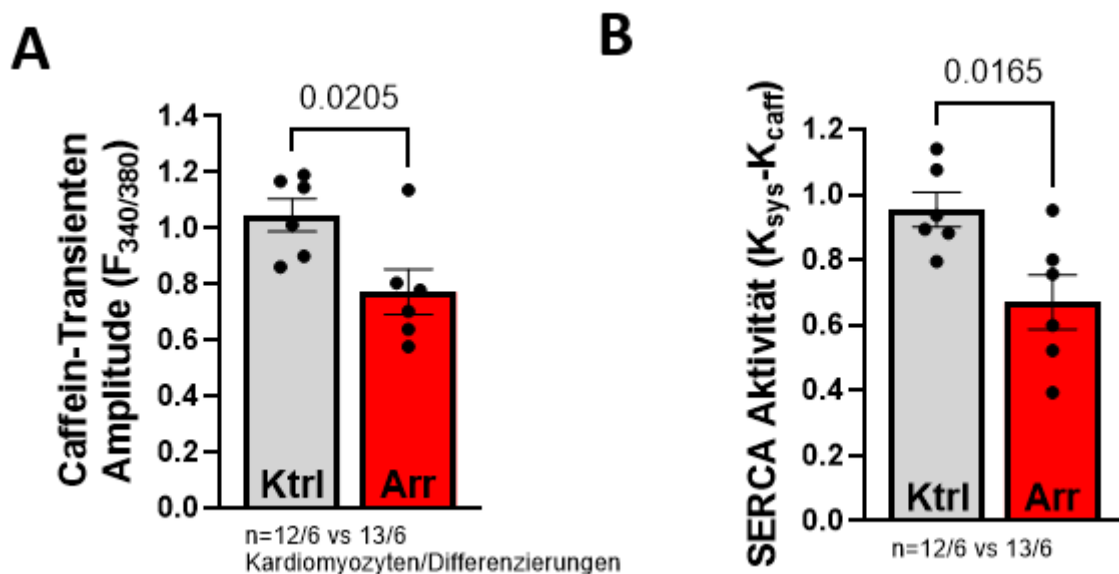 A
0.0205
Caffein-Transienten
Amplitude (F340/380)
1.4
1.2
1.0
0.8
0.6
0.4
0.2
0.0
Ktrl
Arr
n=12/6 vs 13/6
Kardiomyozyten/Differenzierungen
B
0.0165
SERCA Aktivität (Ksys-Kcaff)
1.2
1.0
0.8
0.6
0.4
0.2
0.0
Ktrl
Arr
n=12/6 vs 13/6